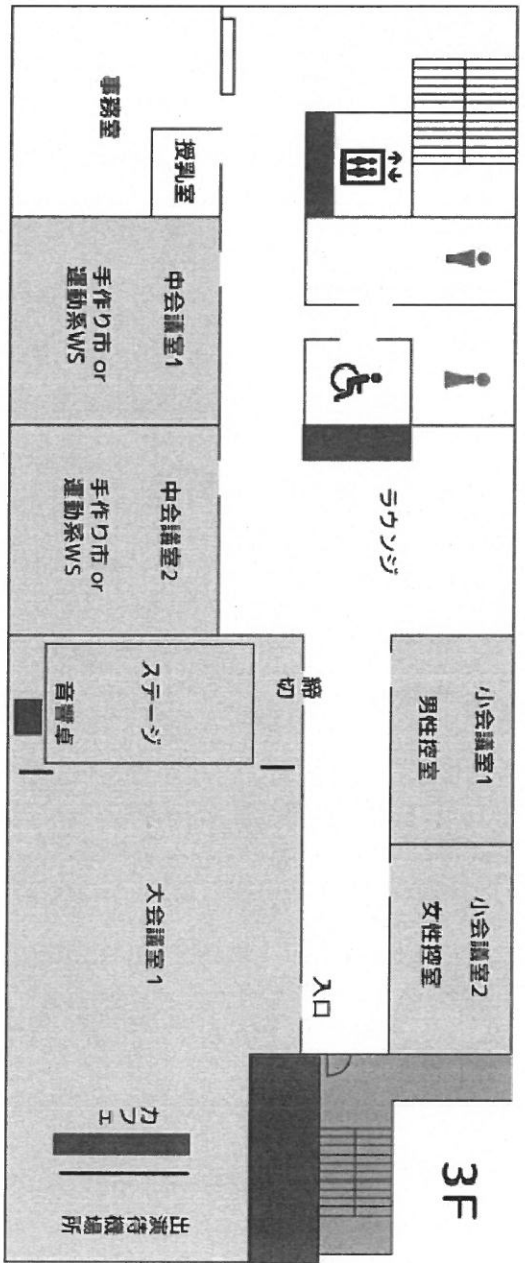 3F
小会議室1
男性控室
小会議室2
女性控室
ラウンジ
入口
締切
事務室
授乳室
中会議室1
手作り市 or
運動系WS
中会議室2
手作り市 or
運動系WS
ステージ
音響卓
大会議室1
カフェ
出演待機場所